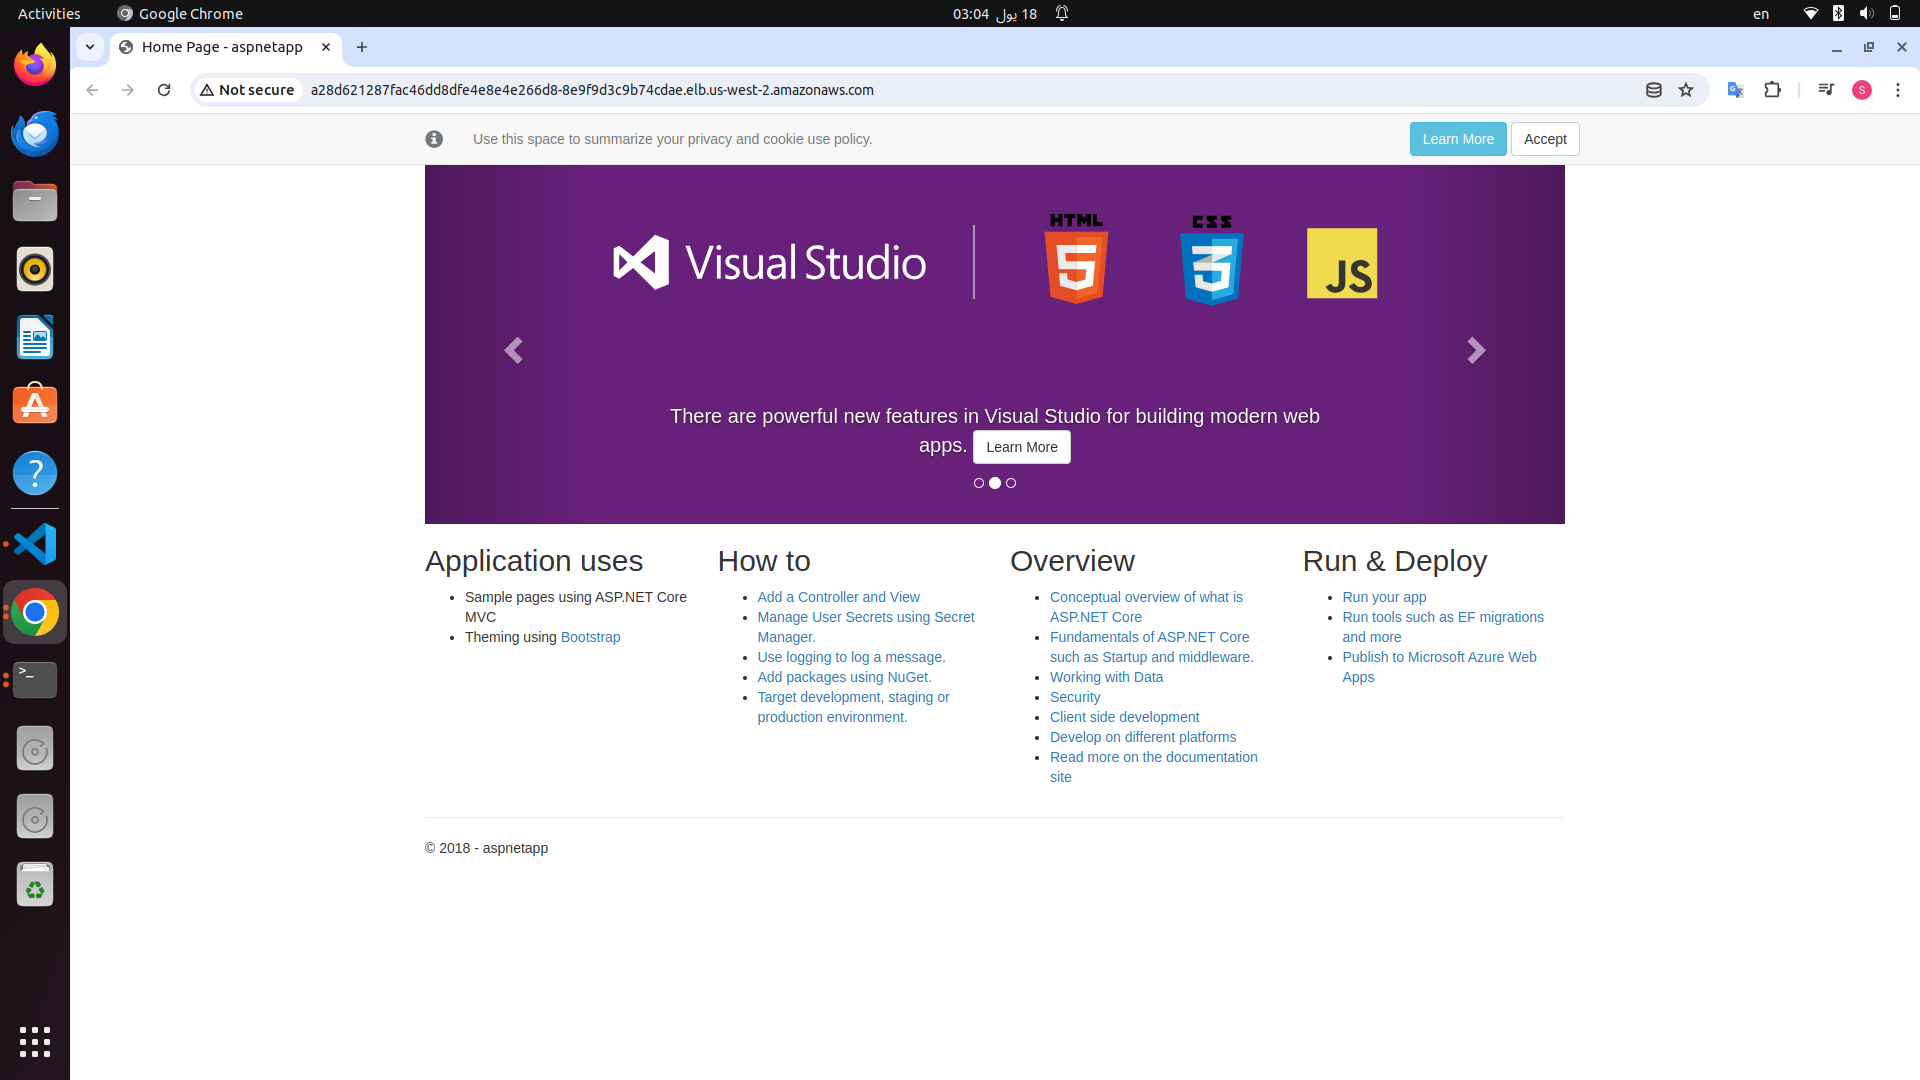 Activities
Google Chrome
18 يول 03:04
en
Home Page - aspnetapp
Not secure
a28d621287fac46dd8dfe4e8e4e266d8-8e9f9d3c9b74cdae.elb.us-west-2.amazonaws.com
S
Use this space to summarize your privacy and cookie use policy.
Learn More
Accept
Visual Studio
HTML
5
CSS
3
JS
There are powerful new features in Visual Studio for building modern web
apps. Learn More
Application uses
Sample pages using ASP.NET Core
MVC
Theming using Bootstrap
How to
Add a Controller and View
Manage User Secrets using Secret
Manager.
Use logging to log a message.
Add packages using NuGet.
Target development, staging or
production environment.
Overview
Conceptual overview of what is
ASP.NET Core
Fundamentals of ASP.NET Core
such as Startup and middleware.
Working with Data
Security
Client side development
Develop on different platforms
Read more on the documentation
site
Run & Deploy
Run your app
Run tools such as EF migrations
and more
Publish to Microsoft Azure Web
Apps
© 2018 - aspnetapp